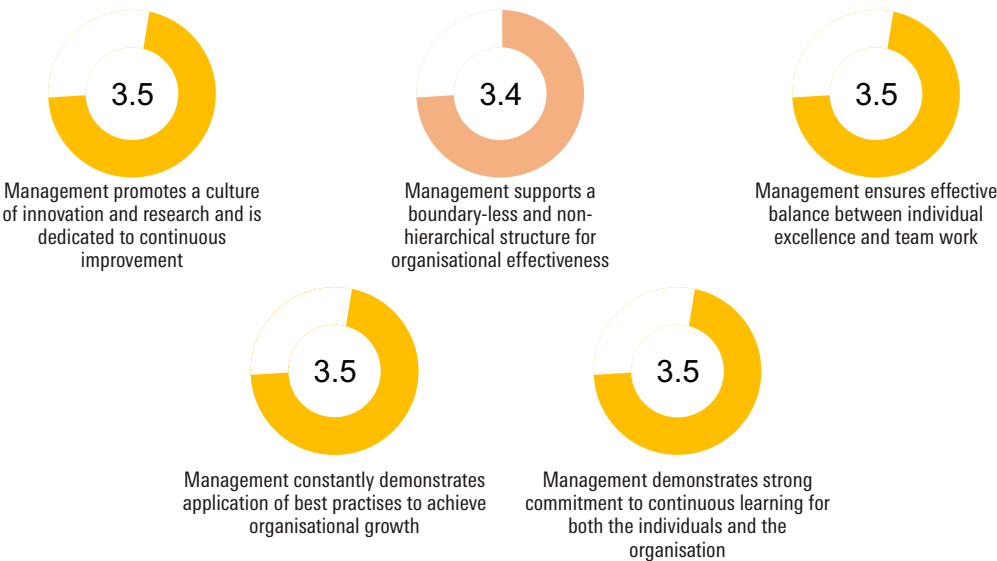 3.5
Management promotes a culture
of innovation and research and is
dedicated to continuous
improvement
3.4
Management supports a
boundary-less and non-
hierarchical structure for
organisational effectiveness
3.5
Management ensures effective
balance between individual
excellence and team work
3.5
Management constantly demonstrates
application of best practises to achieve
organisational growth
3.5
Management demonstrates strong
commitment to continuous learning for
both the individuals and the
organisation